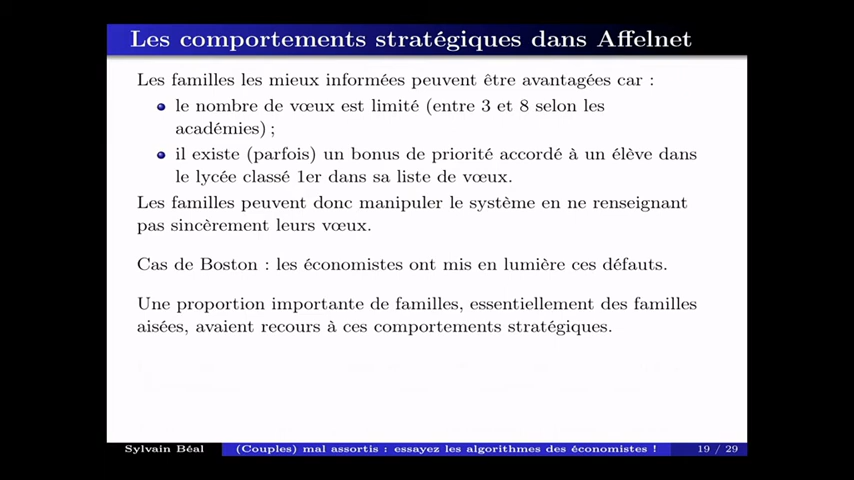 Les comportements stratégiques dans Affelnet
Les familles les mieux informées peuvent être avantagées car :
le nombre de vœux est limité (entre 3 et 8 selon les
académies) ;
il existe (parfois) un bonus de priorité accordé à un élève dans
le lycée classé 1er dans sa liste de vœux.
Les familles peuvent donc manipuler le système en ne renseignant
pas sincèrement leurs vœux.
Cas de Boston : les économistes ont mis en lumière ces défauts.
Une proportion importante de familles, essentiellement des familles
aisées, avaient recours à ces comportements stratégiques.
Sylvain Béal (Couples) mal assortis : essayez les algorithmes des économistes ! 19 / 29